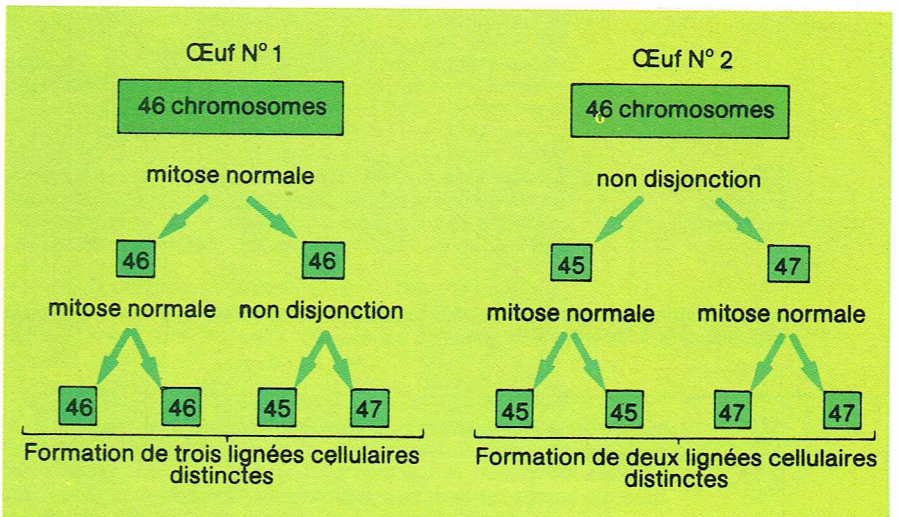 Œuf N° 1
46 chromosomes
mitose normale
46 46
mitose normale non disjonction
46 46 45 47
Formation de trois lignées cellulaires
distinctes
Œuf N° 2
46 chromosomes
non disjonction
45 47
mitose normale mitose normale
45 45 47 47
Formation de deux lignées cellulaires
distinctes